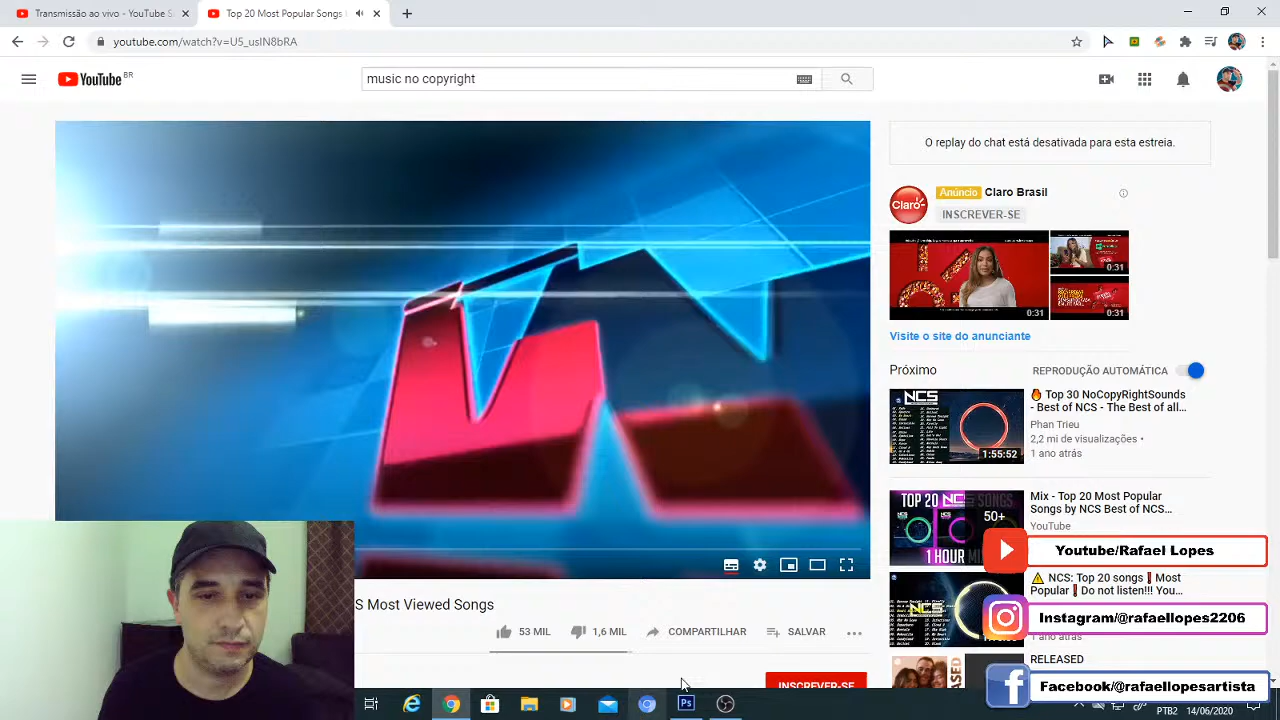 Transmissão ao vivo - YouTube S
Top 20 Most Popular Songs
youtube.com/watch?v=U5_usIN8bRA
YouTube BR
music no copyright
O replay do chat está desativada para esta estreia.
Claro
Anúncio Claro Brasil
INSCREVER-SE
0:31
0:31
0:31
Visite o site do anunciante
Próximo
REPRODUÇÃO AUTOMÁTICA
🔥 Top 30 NoCopyRightSounds
- Best of NCS - The Best of all...
Phan Trieu
2,2 mi de visualizações •
1 ano atrás
NCS
1:55:52
Mix - Top 20 Most Popular
Songs by NCS Best of NCS...
YouTube
TOP 20 NCS SONGS
50+
1 HOUR
Youtube/Rafael Lopes
⚠ NCS: Top 20 songs❗Most
Popular❗Do not listen!!! You...
Instagram/@rafaellopes2206
1 ano atrás
S Most Viewed Songs
53 MIL
1,6 MIL
COMPARTILHAR
SALVAR
RELEASED
INSCREVER-SE
Facebook/@rafaellopesartista
Ps
PTB2
14/06/2020